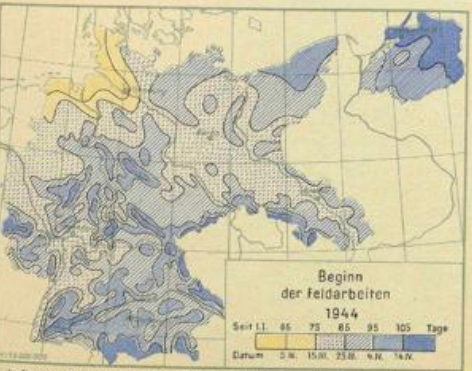 Beginn
der Feldarbeiten
1944
Seit 1.I. 65 75 85 95 105 Tage
Datum 5.III. 15.III. 25.III. 4.IV. 14.IV.